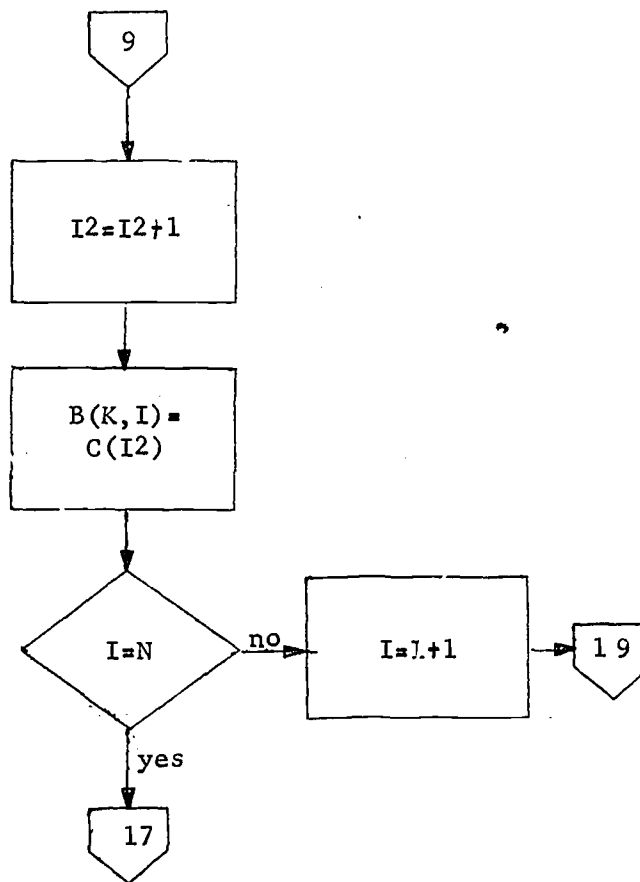 9
I2=I2+1
B(K,I)=
C(I2)
I=N
no
I=I+1
19
yes
17